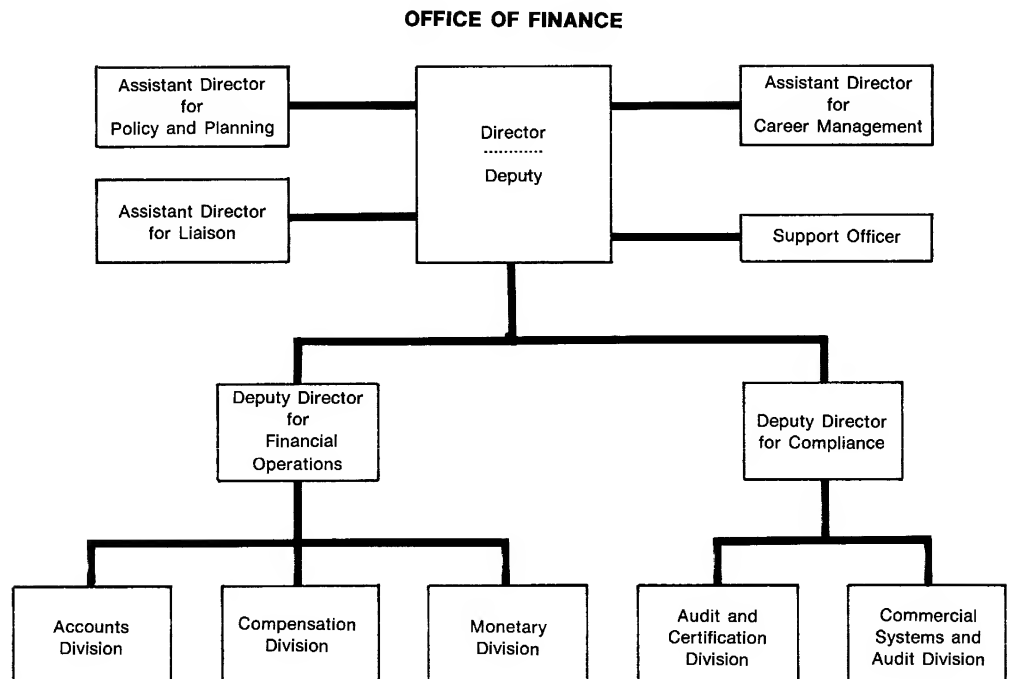 OFFICE OF FINANCE
Assistant Director
for
Policy and Planning
Director
Deputy
Assistant Director
for
Career Management
Assistant Director
for Liaison
Support Officer
Deputy Director
for
Financial
Operations
Deputy Director
for Compliance
Accounts
Division
Compensation
Division
Monetary
Division
Audit and
Certification
Division
Commercial
Systems and
Audit Division